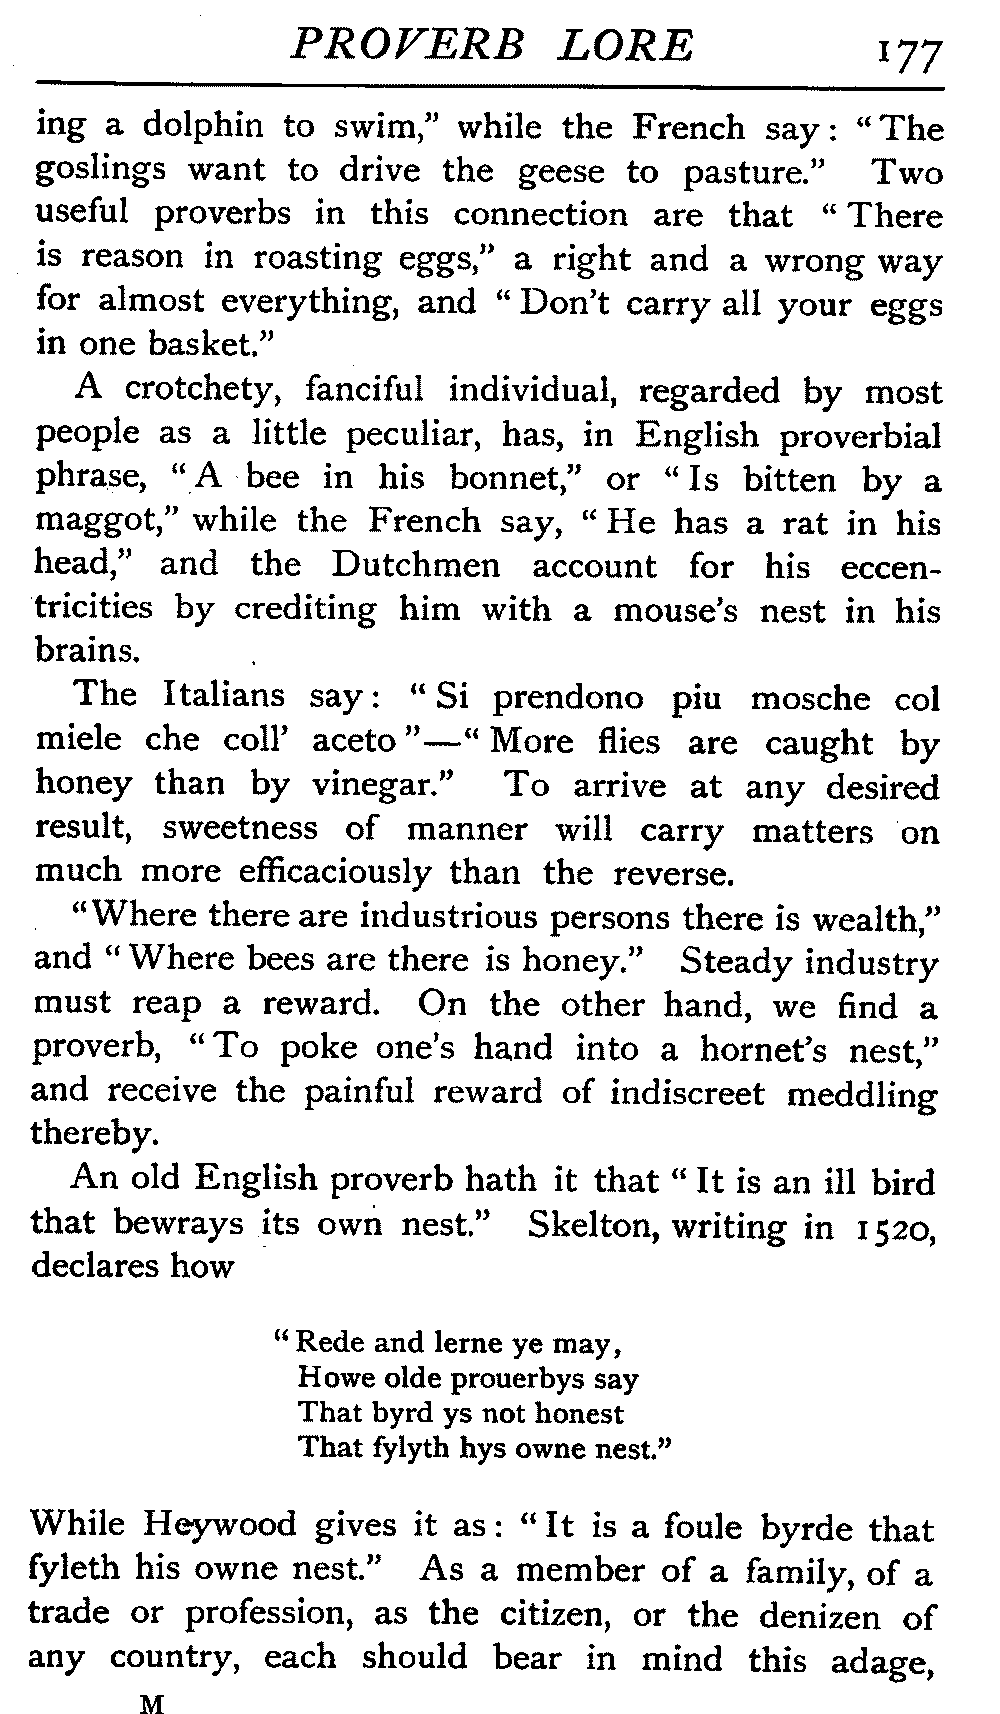 PROVERB LORE 177
ing a dolphin to swim,” while the French say: “The
goslings want to drive the geese to pasture.” Two
useful proverbs in this connection are that “There
is reason in roasting eggs,” a right and a wrong way
for almost everything, and “Don't carry all your eggs
in one basket.”
A crotchety, fanciful individual, regarded by most
people as a little peculiar, has, in English proverbial
phrase, “A bee in his bonnet,” or “Is bitten by a
maggot,” while the French say, “He has a rat in his
head,” and the Dutchmen account for his eccen-
tricities by crediting him with a mouse's nest in his
brains.
The Italians say: “Si prendono piu mosche col
miele che coll' aceto”—“More flies are caught by
honey than by vinegar.” To arrive at any desired
result, sweetness of manner will carry matters on
much more efficaciously than the reverse.
“Where there are industrious persons there is wealth,”
and “Where bees are there is honey.” Steady industry
must reap a reward. On the other hand, we find a
proverb, “To poke one's hand into a hornet's nest,”
and receive the painful reward of indiscreet meddling
thereby.
An old English proverb hath it that “It is an ill bird
that bewrays its own nest.” Skelton, writing in 1520,
declares how
“Rede and lerne ye may,
Howe olde prouerbys say
That byrd ys not honest
That fylyth hys owne nest.”
While Heywood gives it as: “It is a foule byrde that
fyleth his owne nest.” As a member of a family, of a
trade or profession, as the citizen, or the denizen of
any country, each should bear in mind this adage,
M